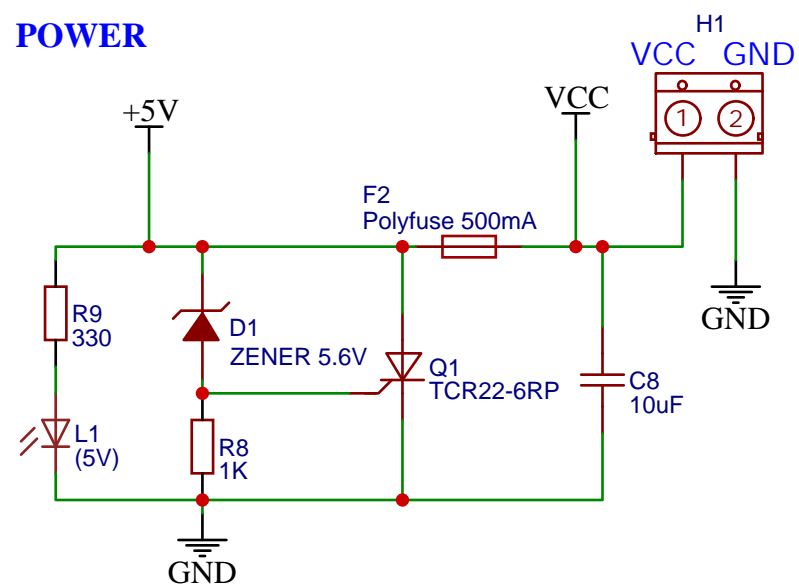 POWER
H1
VCC GND
1 2
+5V
VCC
F2
Polyfuse 500mA
GND
R9
330
D1
ZENER 5.6V
Q1
TCR22-6RP
C8
10uF
L1
(5V)
R8
1K
GND